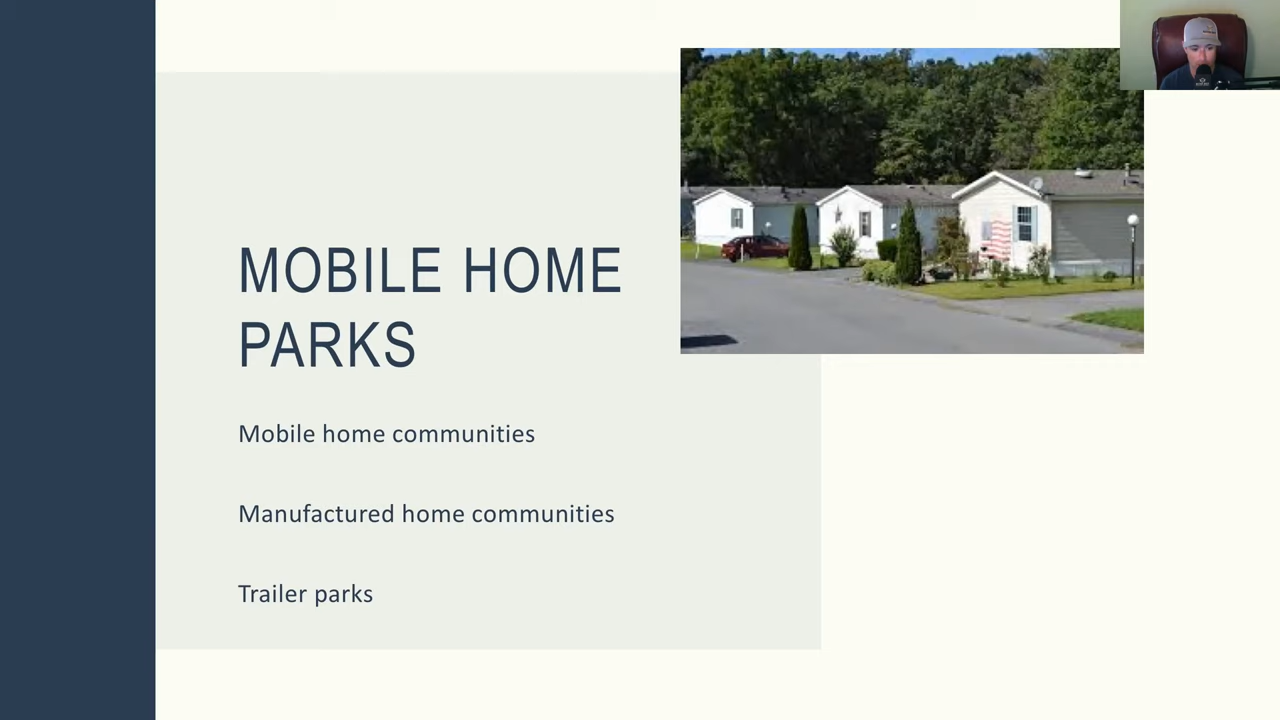 MOBILE HOME
PARKS
Mobile home communities
Manufactured home communities
Trailer parks